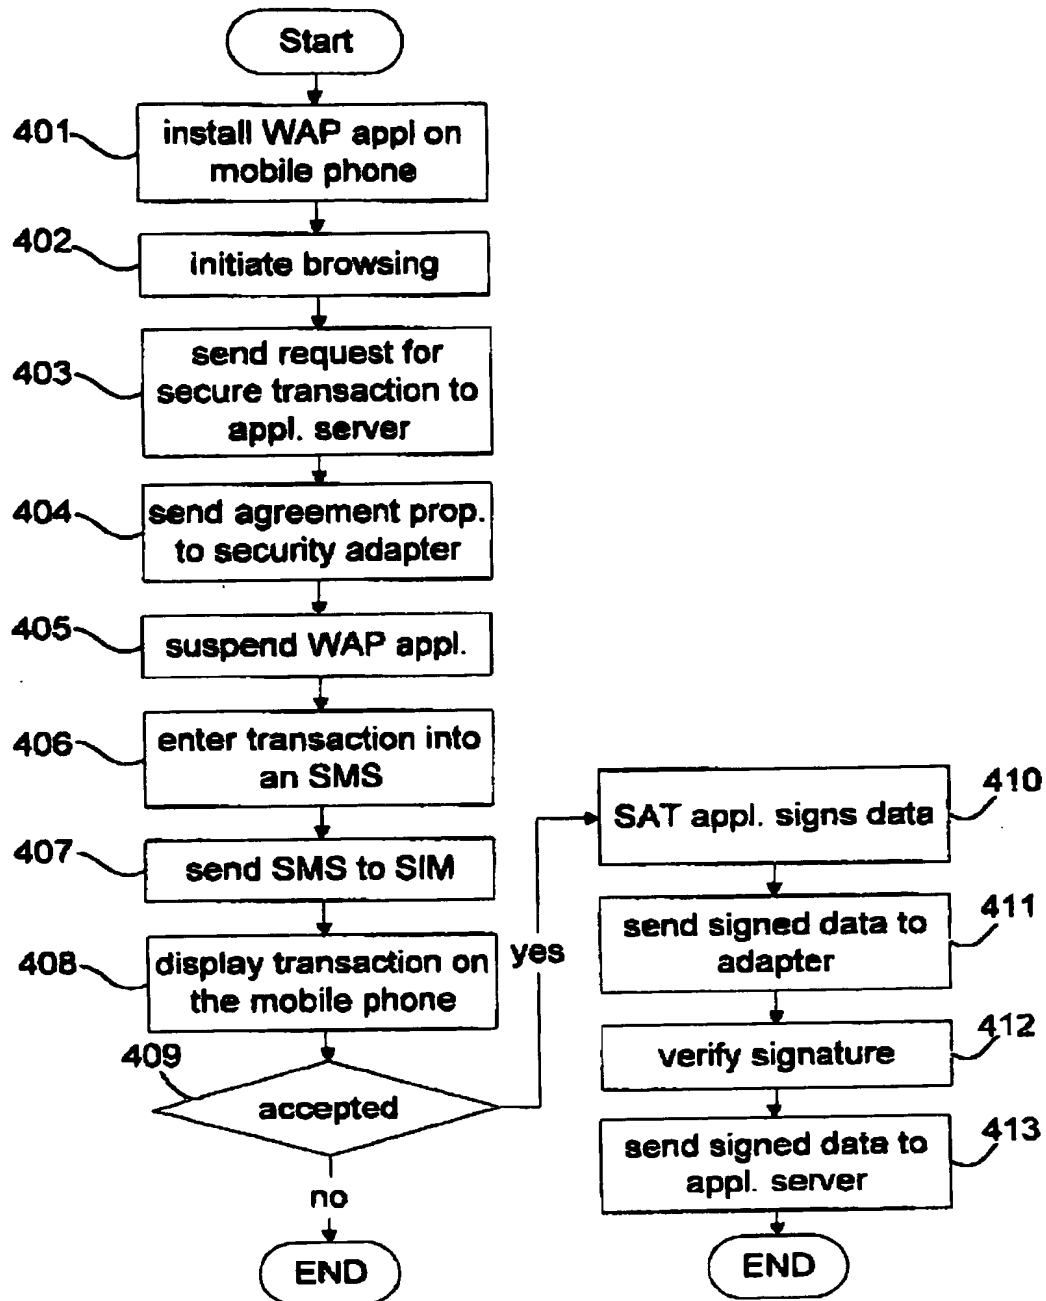 Start
401
install WAP appl on
mobile phone
402
initiate browsing
403
send request for
secure transaction to
appl. server
404
send agreement prop.
to security adapter
405
suspend WAP appl.
406
enter transaction into
an SMS
407
send SMS to SIM
408
display transaction on
the mobile phone
409
accepted
no
END
yes
410
SAT appl. signs data
411
send signed data to
adapter
412
verify signature
413
send signed data to
appl. server
END